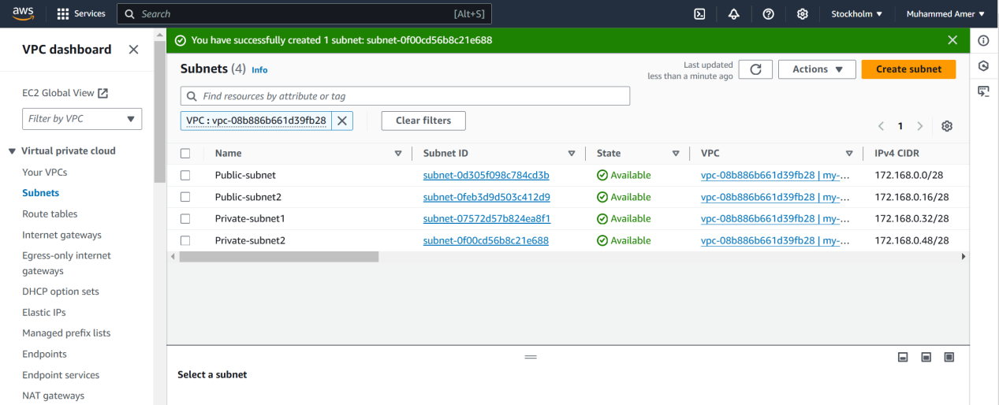 aws
Services
Search
[Alt+S]
Stockholm ▼
Muhammed Amer ▼
VPC dashboard
EC2 Global View
Filter by VPC
Virtual private cloud
Your VPCs
Subnets
Route tables
Internet gateways
Egress-only internet
gateways
DHCP option sets
Elastic IPs
Managed prefix lists
Endpoints
Endpoint services
NAT gateways
You have successfully created 1 subnet: subnet-0f00cd56b8c21e688
Subnets (4) Info
Last updated
less than a minute ago
Actions
Create subnet
Find resources by attribute or tag
VPC : vpc-08b886b661d39fb28
Clear filters
1
Name Subnet ID State VPC IPv4 CIDR
Public-subnet subnet-0d305f098c784cd3b Available vpc-08b886b661d39fb28 | my-... 172.168.0.0/28
Public-subnet2 subnet-0feb3d9d503c412d9 Available vpc-08b886b661d39fb28 | my-... 172.168.0.16/28
Private-subnet1 subnet-07572d57b824ea8f1 Available vpc-08b886b661d39fb28 | my-... 172.168.0.32/28
Private-subnet2 subnet-0f00cd56b8c21e688 Available vpc-08b886b661d39fb28 | my-... 172.168.0.48/28
Select a subnet